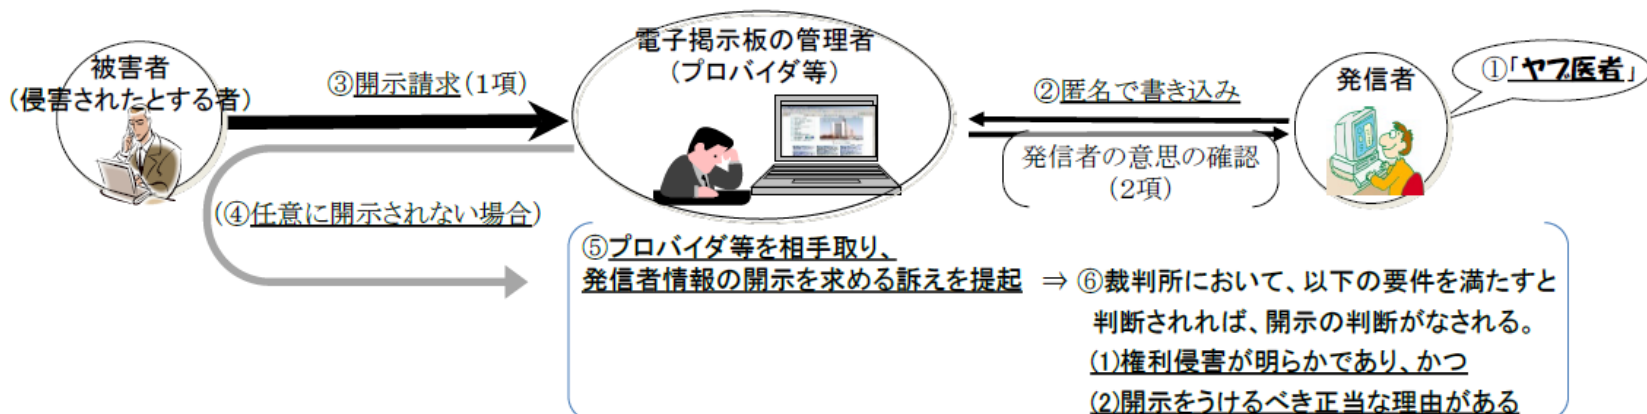 被害者
(侵害されたとする者)
③開示請求(1項)
電子掲示板の管理者
(プロバイダ等)
②匿名で書き込み
発信者の意思の確認
(2項)
発信者
①「ヤブ医者」
(④任意に開示されない場合)
⑤プロバイダ等を相手取り、
発信者情報の開示を求める訴えを提起
⇒ ⑥裁判所において、以下の要件を満たすと
判断されれば、開示の判断がなされる。
(1)権利侵害が明らかであり、かつ
(2)開示をうけるべき正当な理由がある